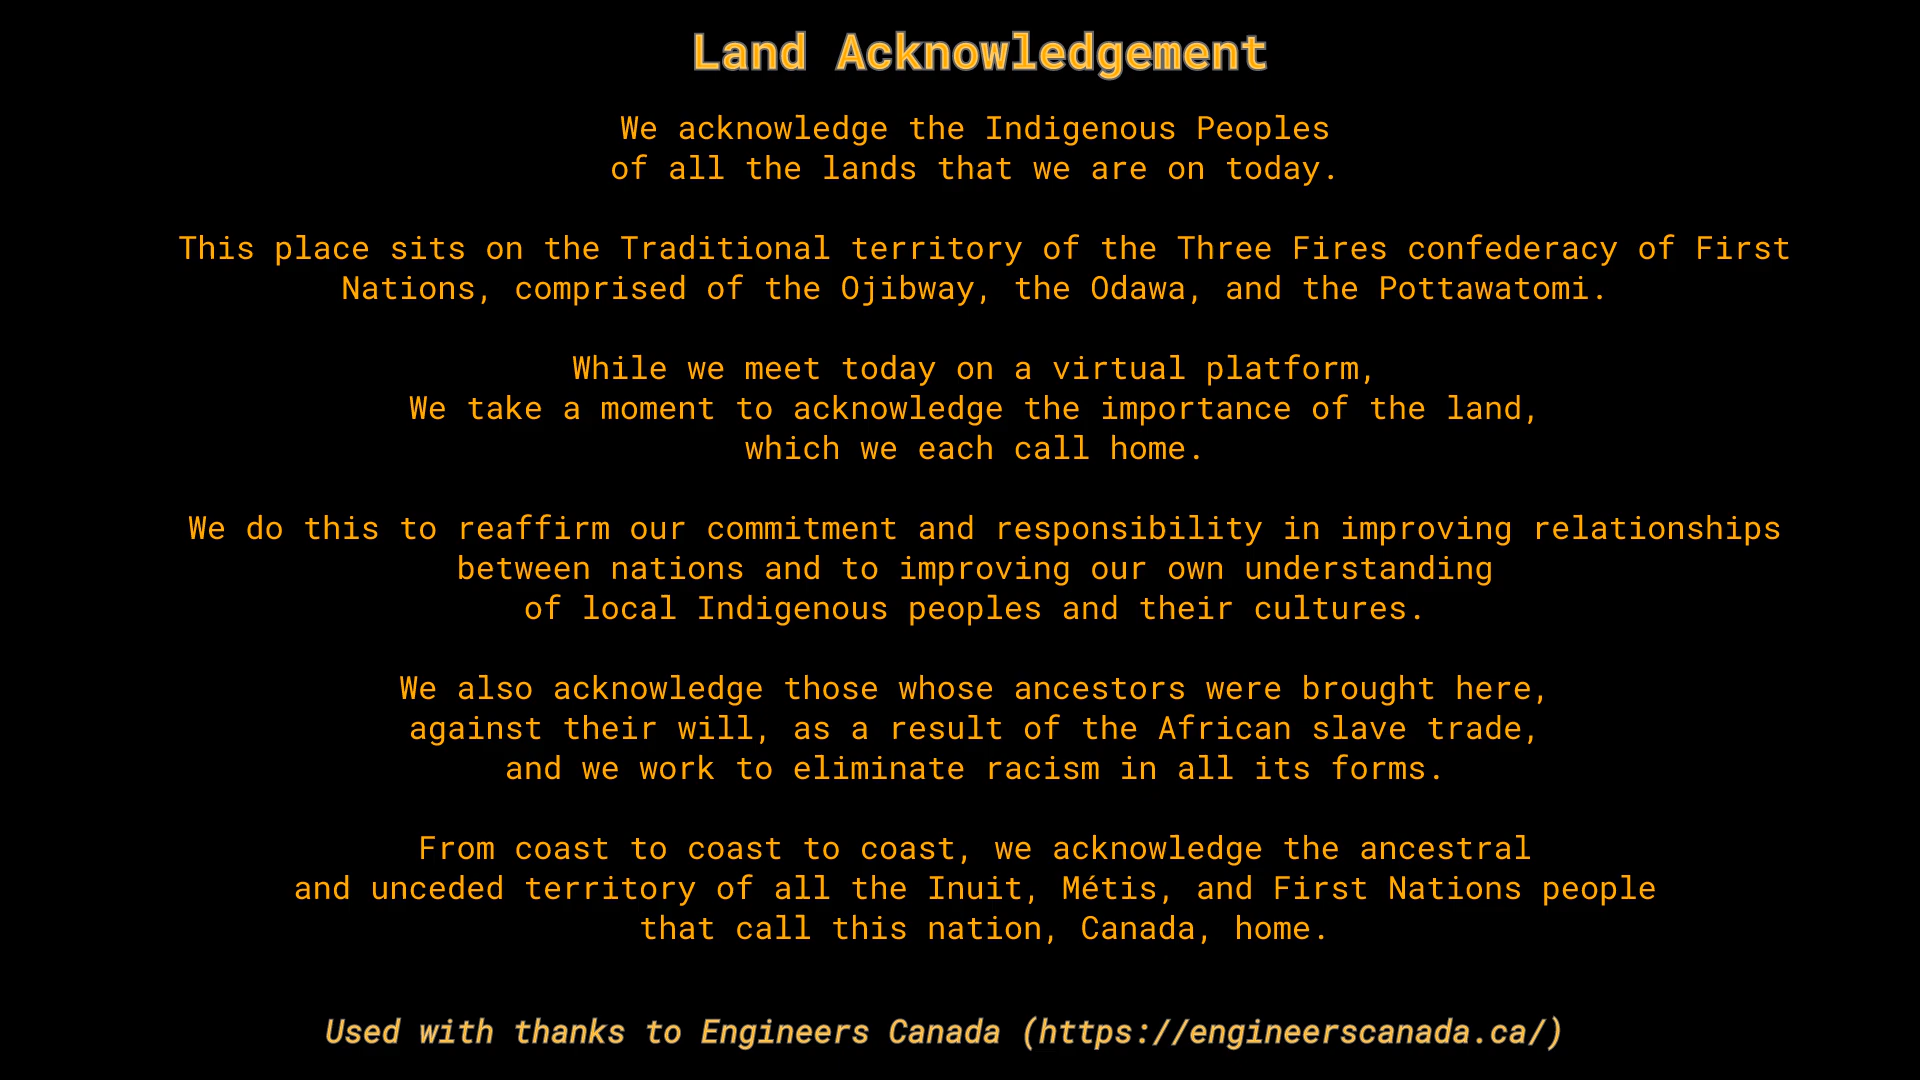 Land Acknowledgement
We acknowledge the Indigenous Peoples
of all the lands that we are on today.
This place sits on the Traditional territory of the Three Fires confederacy of First
Nations, comprised of the Ojibway, the Odawa, and the Pottawatomi.
While we meet today on a virtual platform,
We take a moment to acknowledge the importance of the land,
which we each call home.
We do this to reaffirm our commitment and responsibility in improving relationships
between nations and to improving our own understanding
of local Indigenous peoples and their cultures.
We also acknowledge those whose ancestors were brought here,
against their will, as a result of the African slave trade,
and we work to eliminate racism in all its forms.
From coast to coast to coast, we acknowledge the ancestral
and unceded territory of all the Inuit, Métis, and First Nations people
that call this nation, Canada, home.
Used with thanks to Engineers Canada (https://engineerscanada.ca/)